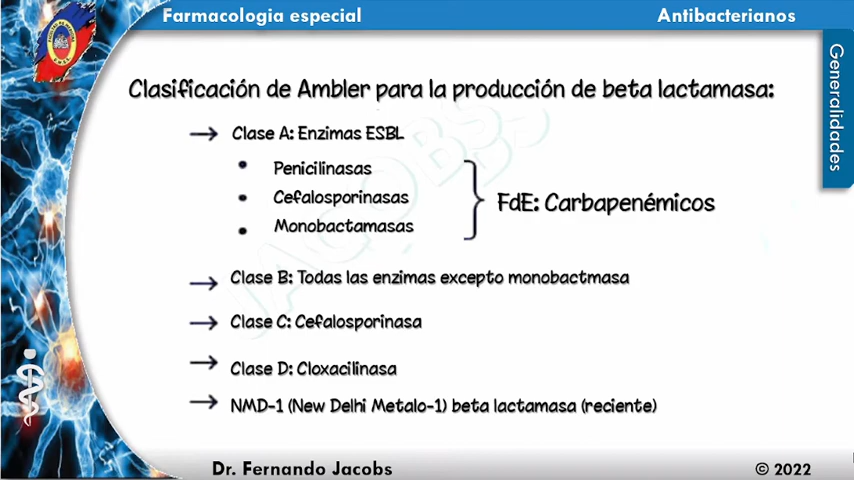 Farmacologia especial
Antibacterianos
Generalidades
Clasificación de Ambler para la producción de beta lactamasa:
→ Clase A: Enzimas ESBL
• Penicilinasas
• Cefalosporinasas
• Monobactamasas
FdE: Carbapenémicos
→ Clase B: Todas las enzimas excepto monobactmasa
→ Clase C: Cefalosporinasa
→ Clase D: Cloxacilinasa
→ NMD-1 (New Delhi Metalo-1) beta lactamasa (reciente)
JACOBS
Dr. Fernando Jacobs
© 2022